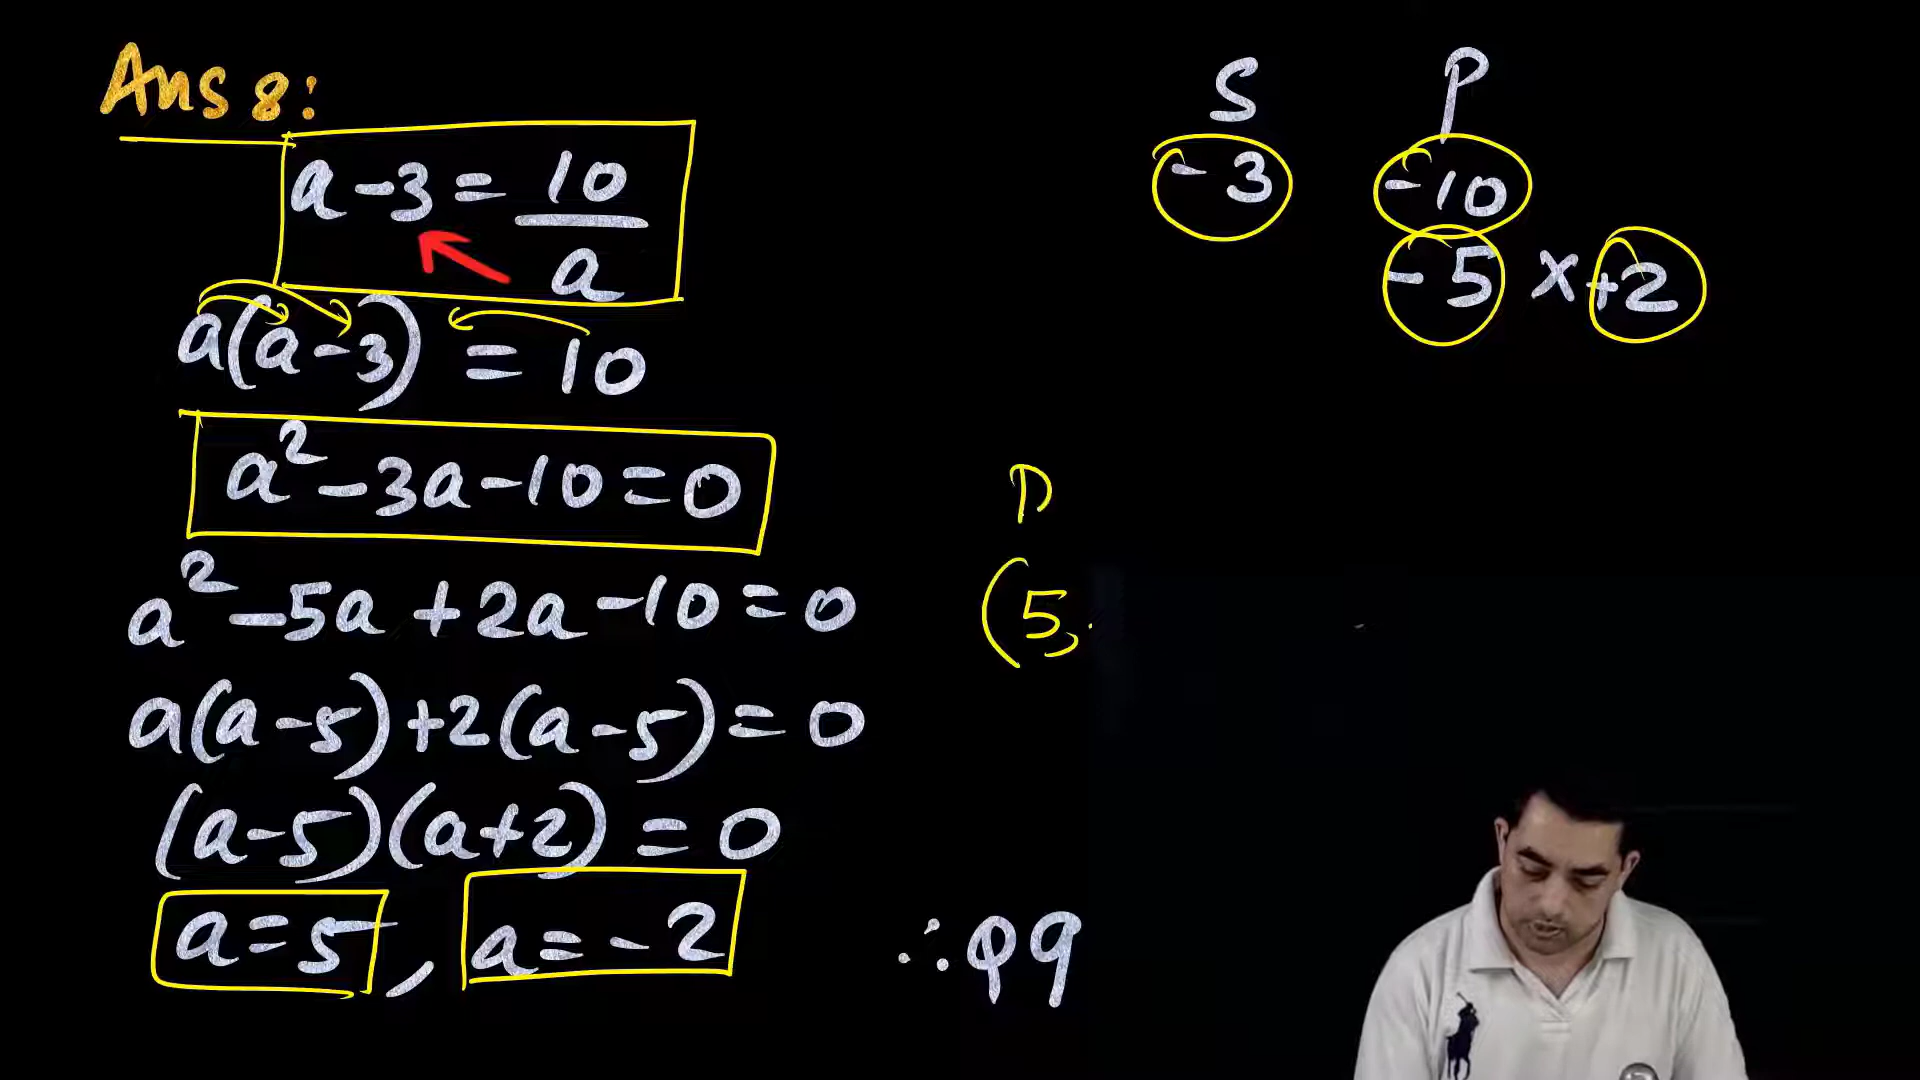 Ans 8:
a - 3 = 10/a
a(a-3) = 10
a² - 3a - 10 = 0
a² - 5a + 2a - 10 = 0
a(a-5) + 2(a-5) = 0
(a-5)(a+2) = 0
a = 5, a = -2
∴ φ9
S P
-3 -10
-5 × +2
(5,